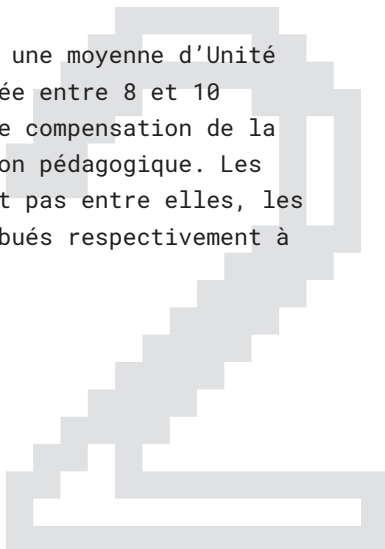 une moyenne d’Unité
ée entre 8 et 10
e compensation de la
on pédagogique. Les
t pas entre elles, les
bués respectivement à